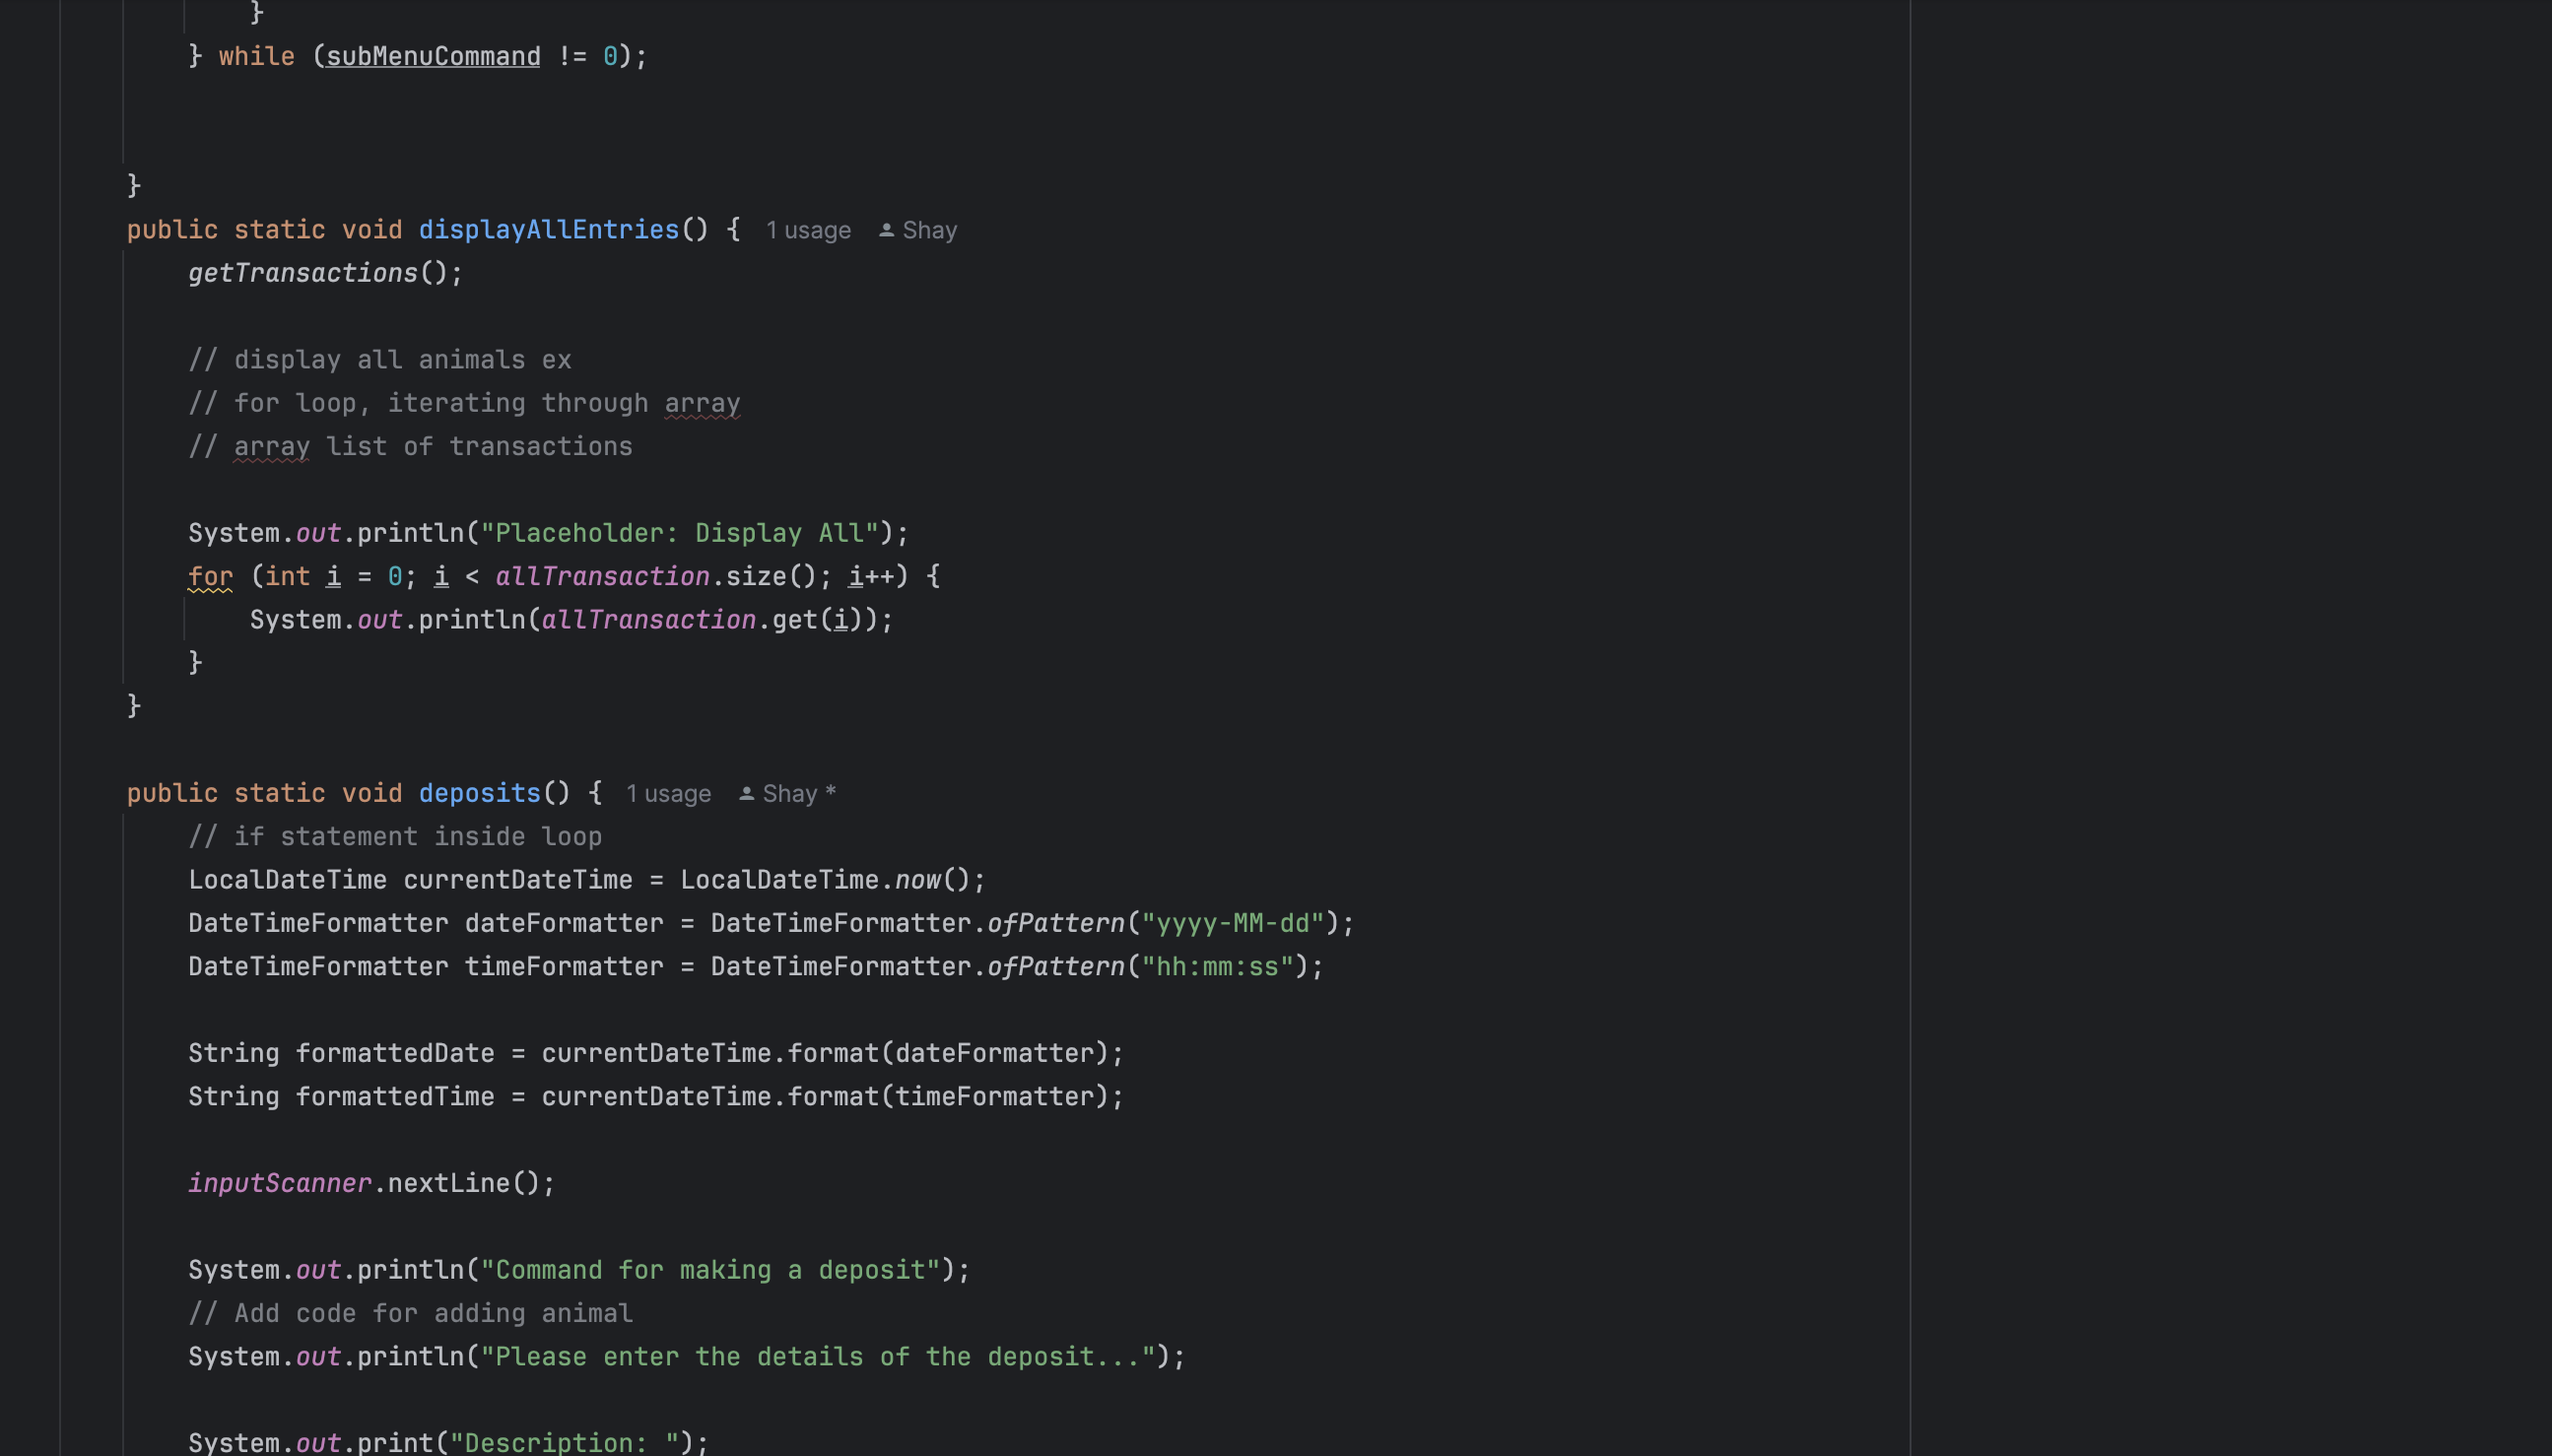 }
} while (subMenuCommand != 0);
}
public static void displayAllEntries() { 1 usage Shay
getTransactions();
// display all animals ex
// for loop, iterating through array
// array list of transactions
System.out.println("Placeholder: Display All");
for (int i = 0; i < allTransaction.size(); i++) {
System.out.println(allTransaction.get(i));
}
}
public static void deposits() { 1 usage Shay *
// if statement inside loop
LocalDateTime currentDateTime = LocalDateTime.now();
DateTimeFormatter dateFormatter = DateTimeFormatter.ofPattern("yyyy-MM-dd");
DateTimeFormatter timeFormatter = DateTimeFormatter.ofPattern("hh:mm:ss");
String formattedDate = currentDateTime.format(dateFormatter);
String formattedTime = currentDateTime.format(timeFormatter);
inputScanner.nextLine();
System.out.println("Command for making a deposit");
// Add code for adding animal
System.out.println("Please enter the details of the deposit...");
System.out.print("Description: ");